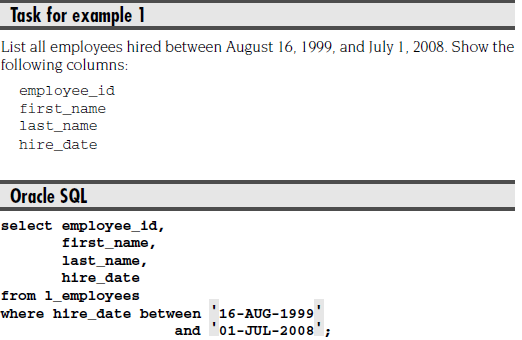 Task for example 1
List all employees hired between August 16, 1999, and July 1, 2008. Show the
following columns:
employee_id
first_name
last_name
hire_date
Oracle SQL
select employee_id,
first_name,
last_name,
hire_date
from l_employees
where hire_date between '16-AUG-1999'
and '01-JUL-2008';